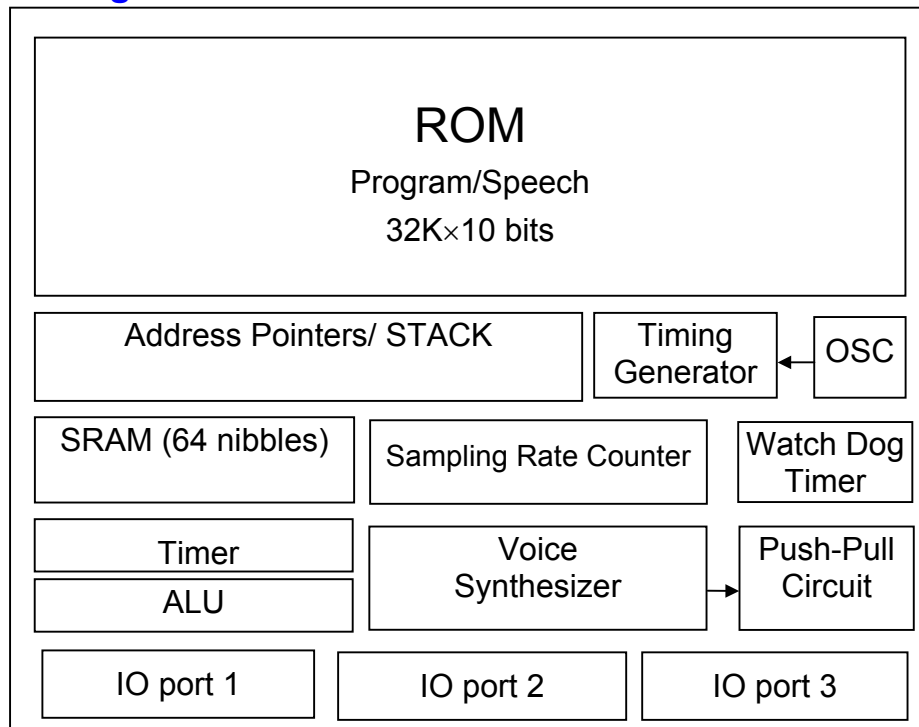 ROM
Program/Speech
32K×10 bits
Address Pointers/ STACK
Timing
Generator
OSC
SRAM (64 nibbles)
Sampling Rate Counter
Watch Dog
Timer
Timer
ALU
Voice
Synthesizer
Push-Pull
Circuit
IO port 1
IO port 2
IO port 3